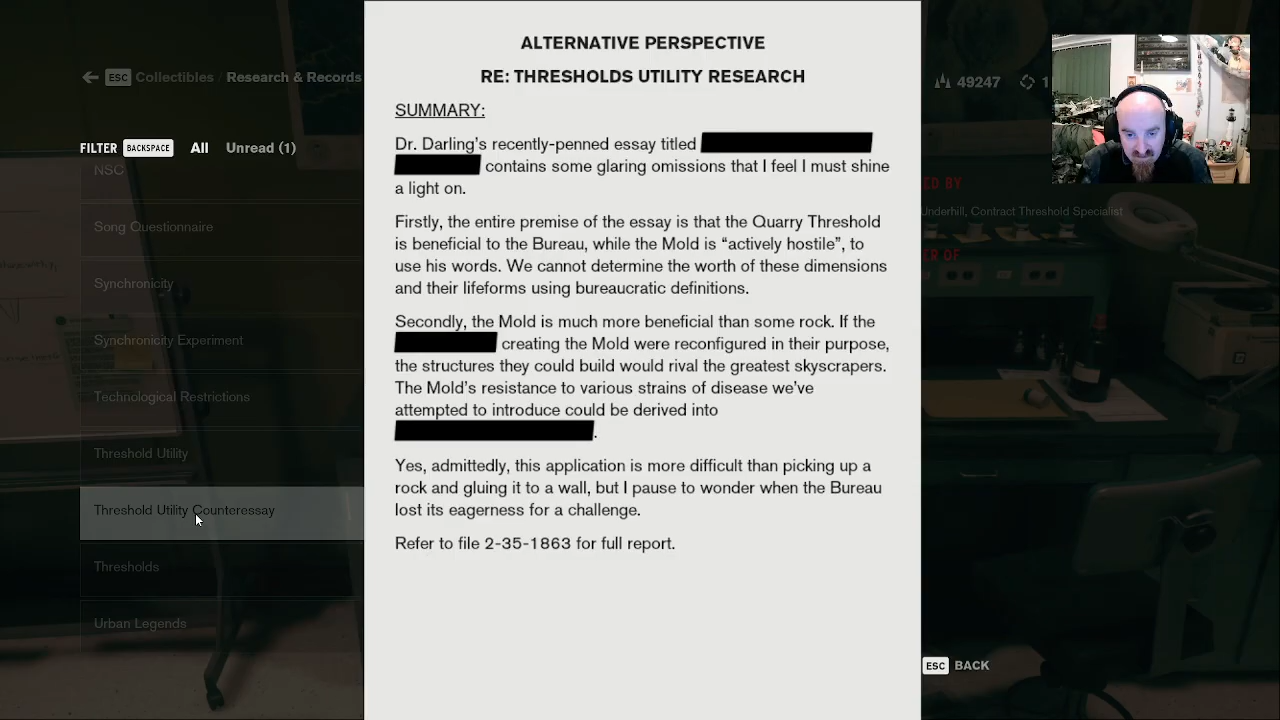 ALTERNATIVE PERSPECTIVE
RE: THRESHOLDS UTILITY RESEARCH
SUMMARY:
Dr. Darling's recently-penned essay titled
contains some glaring omissions that I feel I must shine
a light on.
Firstly, the entire premise of the essay is that the Quarry Threshold
is beneficial to the Bureau, while the Mold is “actively hostile”, to
use his words. We cannot determine the worth of these dimensions
and their lifeforms using bureaucratic definitions.
Secondly, the Mold is much more beneficial than some rock. If the
creating the Mold were reconfigured in their purpose,
the structures they could build would rival the greatest skyscrapers.
The Mold's resistance to various strains of disease we've
attempted to introduce could be derived into
.
Yes, admittedly, this application is more difficult than picking up a
rock and gluing it to a wall, but I pause to wonder when the Bureau
lost its eagerness for a challenge.
Refer to file 2-35-1863 for full report.
ESC Collectibles / Research & Records
FILTER BACKSPACE All Unread (1)
NSC
Song Questionnaire
Synchronicity
Synchronicity Experiment
Technological Restrictions
Threshold Utility
Threshold Utility Counteressay
Thresholds
Urban Legends
49247
ED BY
Underhill, Contract Threshold Specialist
ER OF
ESC BACK